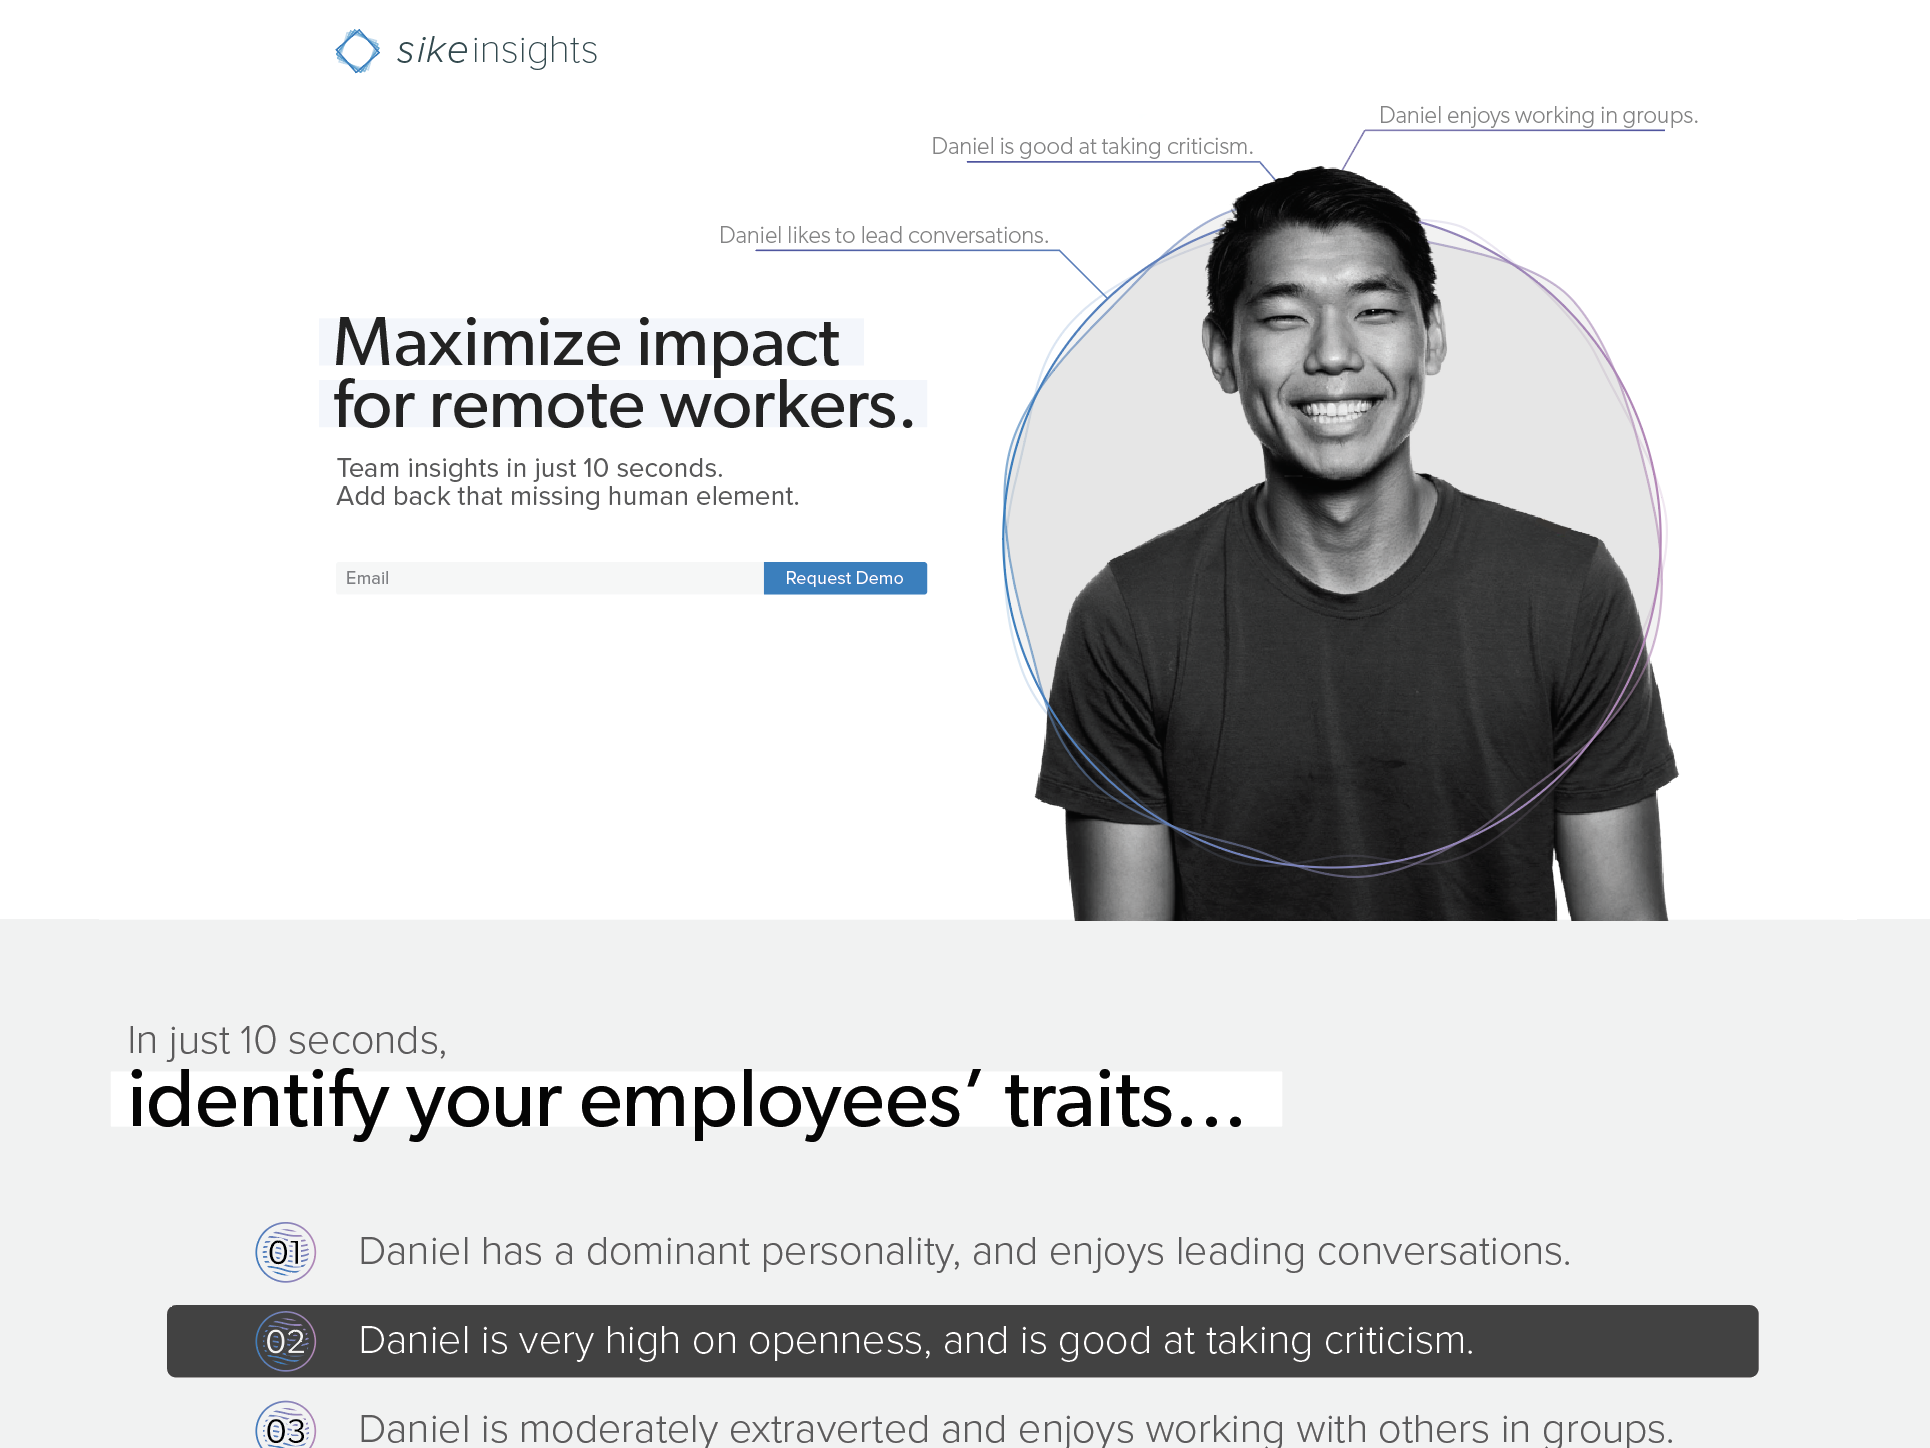 sikeinsights
Daniel enjoys working in groups.
Daniel is good at taking criticism.
Daniel likes to lead conversations.
Maximize impact
for remote workers.
Team insights in just 10 seconds.
Add back that missing human element.
Email
Request Demo
In just 10 seconds,
identify your employees’ traits...
01 Daniel has a dominant personality, and enjoys leading conversations.
02 Daniel is very high on openness, and is good at taking criticism.
03 Daniel is moderately extraverted and enjoys working with others in groups.